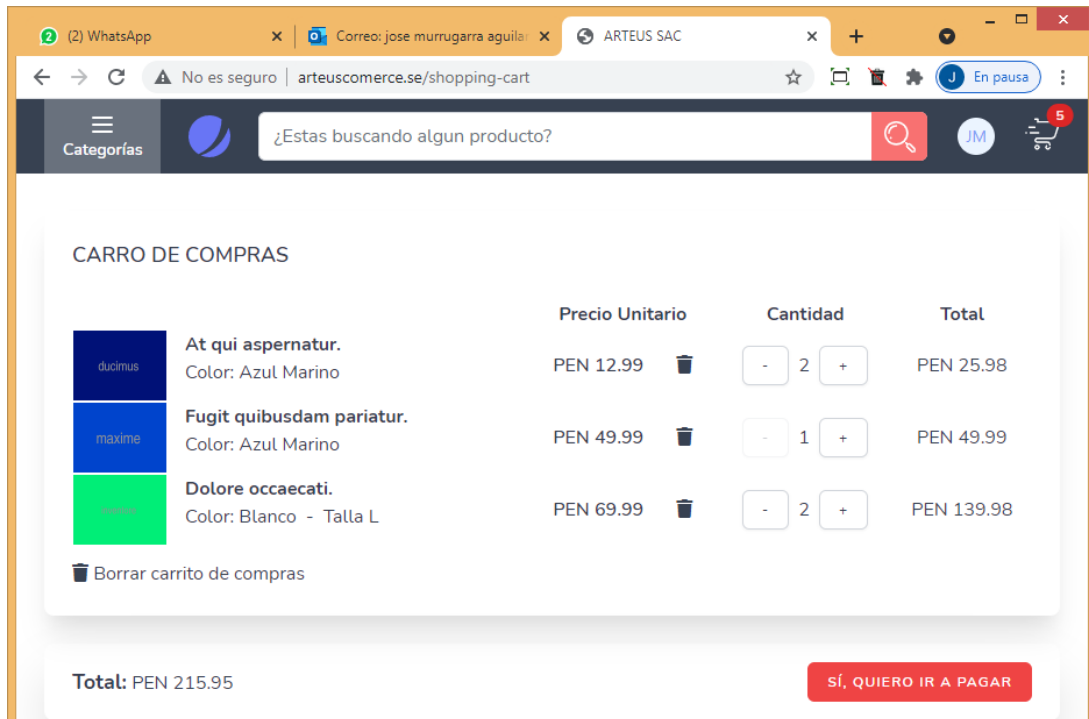 (2) WhatsApp
Correo: jose murrugarra aguilar
ARTEUS SAC
No es seguro | arteuscomerce.se/shopping-cart
J En pausa
Categorías
¿Estas buscando algun producto?
JM
5
CARRO DE COMPRAS
Precio Unitario Cantidad Total
ducimus
At qui aspernatur.
Color: Azul Marino
PEN 12.99 - 2 + PEN 25.98
maxime
Fugit quibusdam pariatur.
Color: Azul Marino
PEN 49.99 - 1 + PEN 49.99
Dolore occaecati.
Color: Blanco - Talla L
PEN 69.99 - 2 + PEN 139.98
Borrar carrito de compras
Total: PEN 215.95
SÍ, QUIERO IR A PAGAR